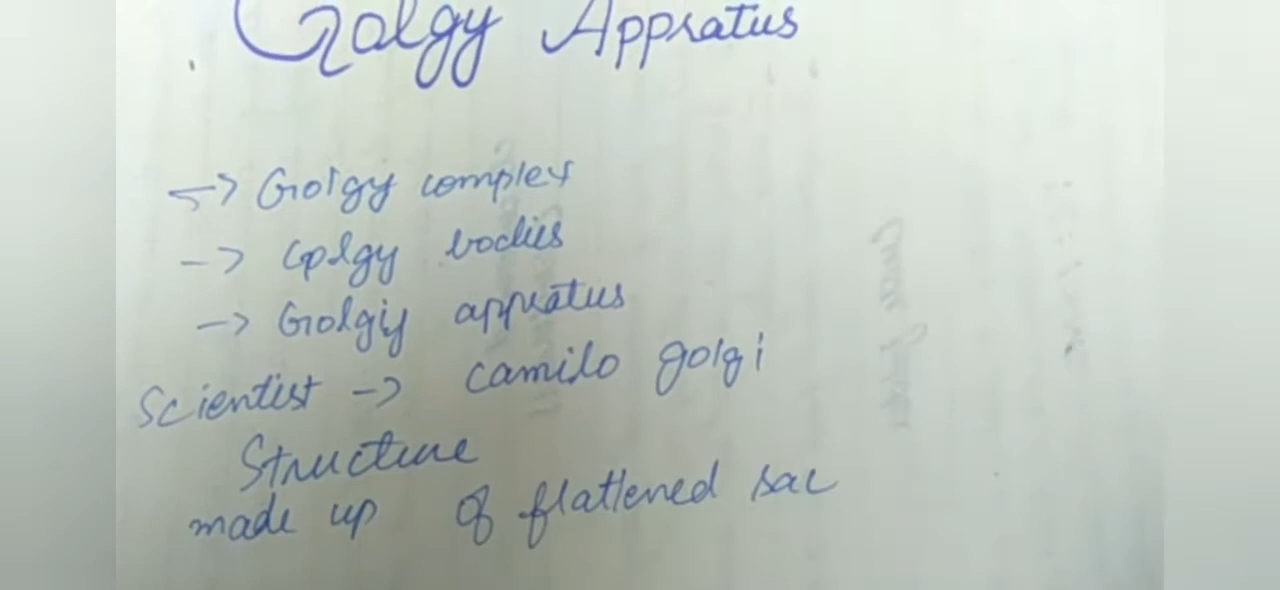 Golgy Appratus
-> Golgy complex
-> Golgy bodies
-> Golgiy appratus
Scientist -> Camilo golgi
Structure
made up of flattened sac